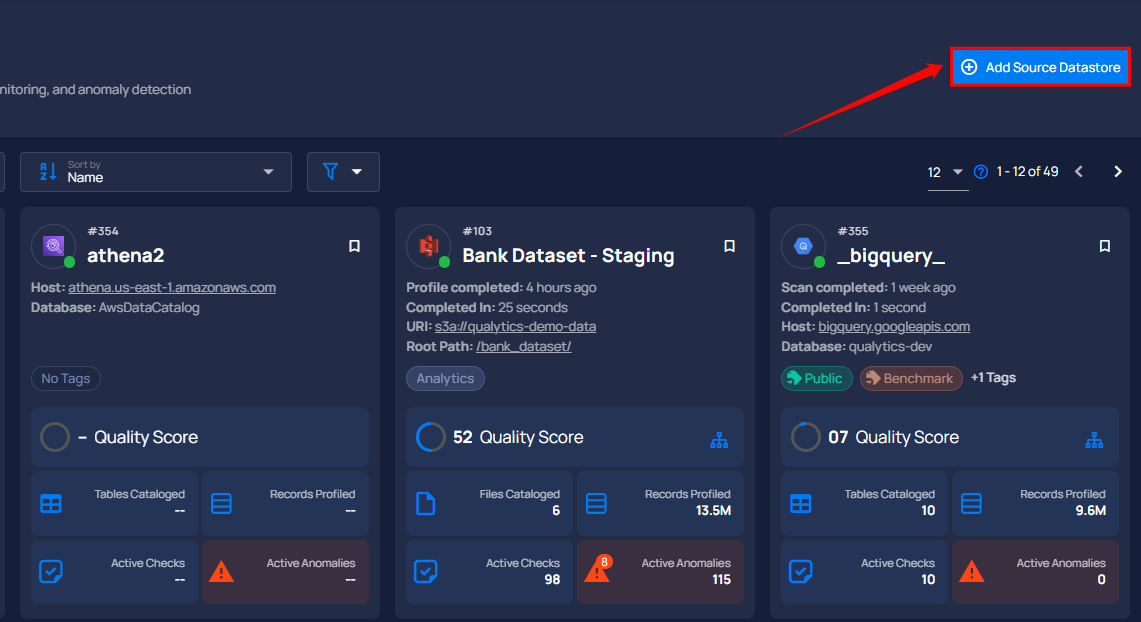 Add Source Datastore
nitoring, and anomaly detection
Sort by
Name
12
1 - 12 of 49
#354
athena2
Host: athena.us-east-1.amazonaws.com
Database: AwsDataCatalog
No Tags
– Quality Score
Tables Cataloged
--
Records Profiled
--
Active Checks
--
Active Anomalies
--
#103
Bank Dataset - Staging
Profile completed: 4 hours ago
Completed In: 25 seconds
URI: s3a://qualytics-demo-data
Root Path: /bank_dataset/
Analytics
52 Quality Score
Files Cataloged
6
Records Profiled
13.5M
Active Checks
98
8
Active Anomalies
115
#355
_bigquery_
Scan completed: 1 week ago
Completed In: 1 second
Host: bigquery.googleapis.com
Database: qualytics-dev
Public
Benchmark
+1 Tags
07 Quality Score
Tables Cataloged
10
Records Profiled
9.6M
Active Checks
10
Active Anomalies
0